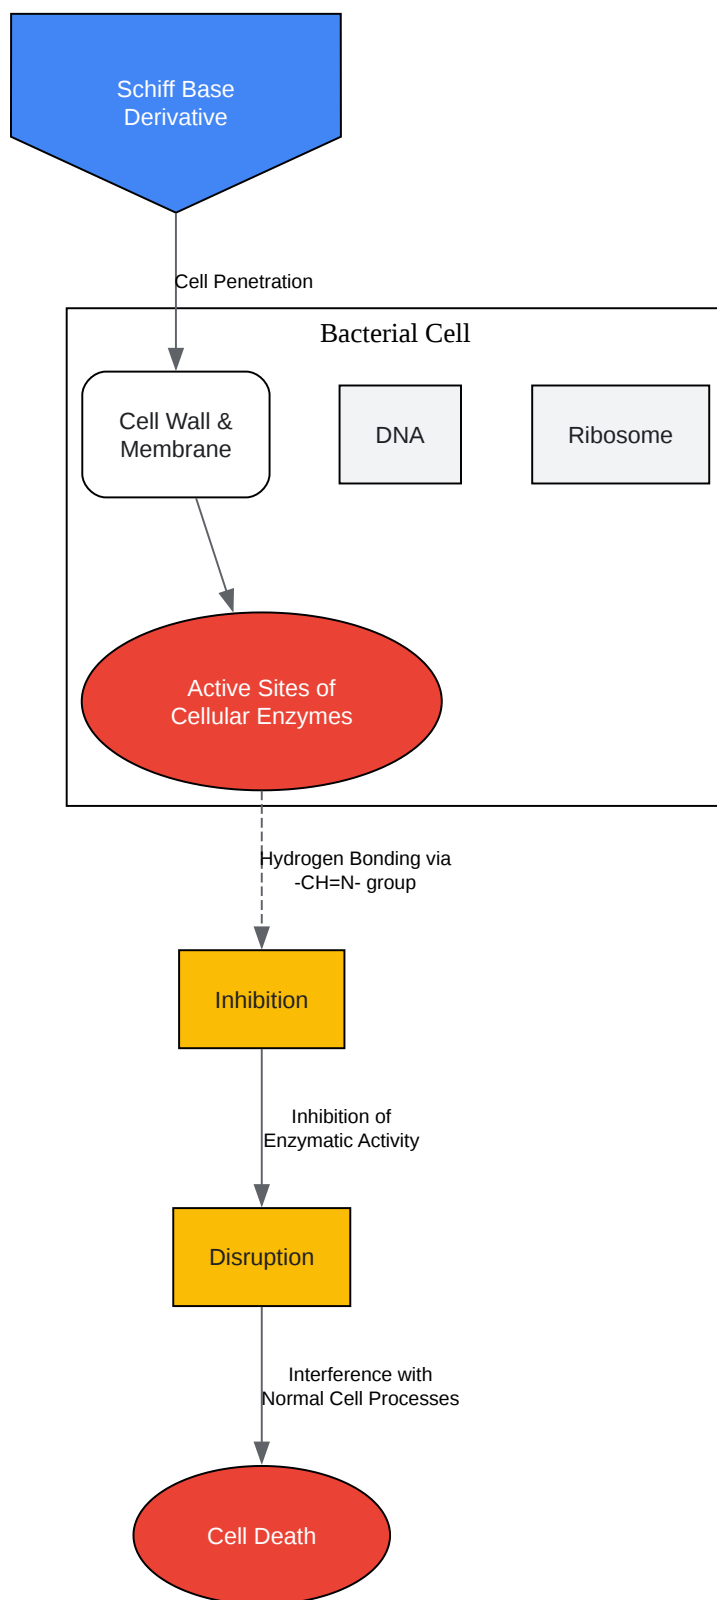 Schiff Base
Derivative
Cell Penetration
Bacterial Cell
Cell Wall &
Membrane
DNA
Ribosome
Active Sites of
Cellular Enzymes
Hydrogen Bonding via
-CH=N- group
Inhibition
Inhibition of
Enzymatic Activity
Disruption
Interference with
Normal Cell Processes
Cell Death